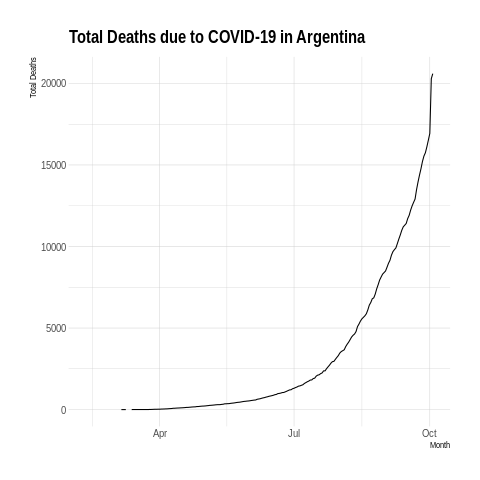 Total Deaths due to COVID-19 in Argentina
Total Deaths
20000
15000
10000
5000
0
Apr Jul Oct
Month